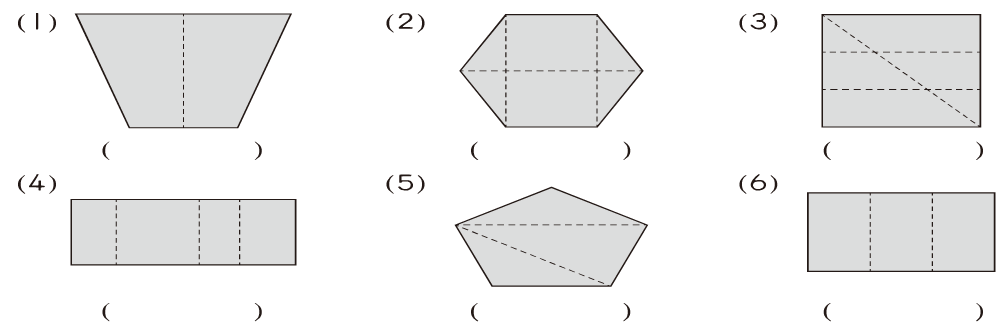 (1) (2) (3)
( ) ( ) ( )
(4) (5) (6)
( ) ( ) ( )